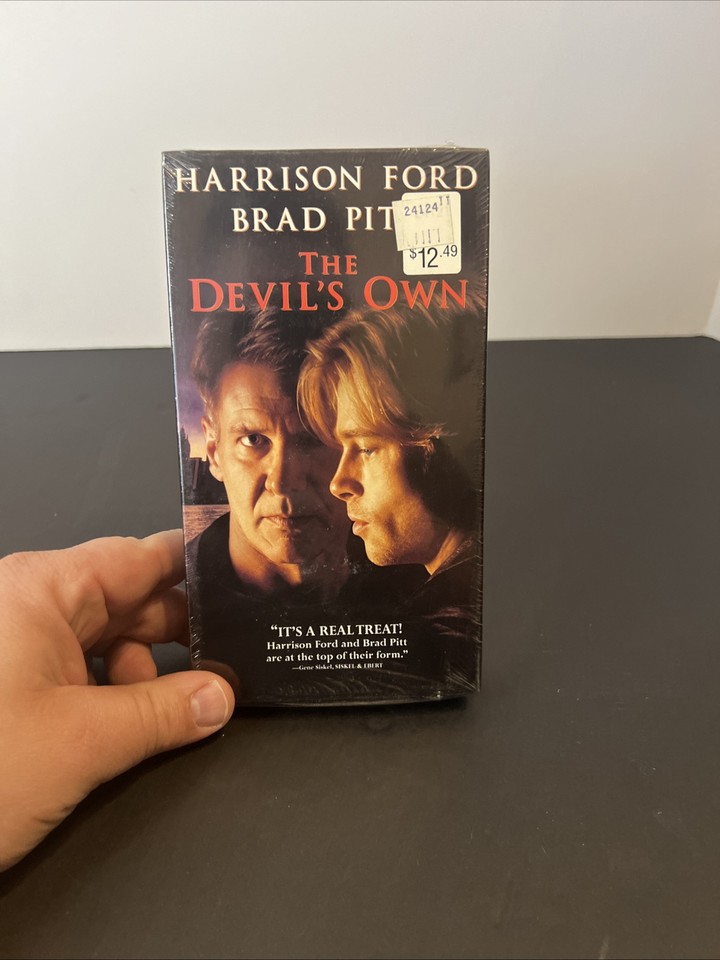 HARRISON FORD
BRAD PIT
24124
$12.49
THE
DEVIL'S OWN
"IT'S A REAL TREAT!
Harrison Ford and Brad Pitt
are at the top of their form."
—Gene Siskel, SISKEL & EBERT